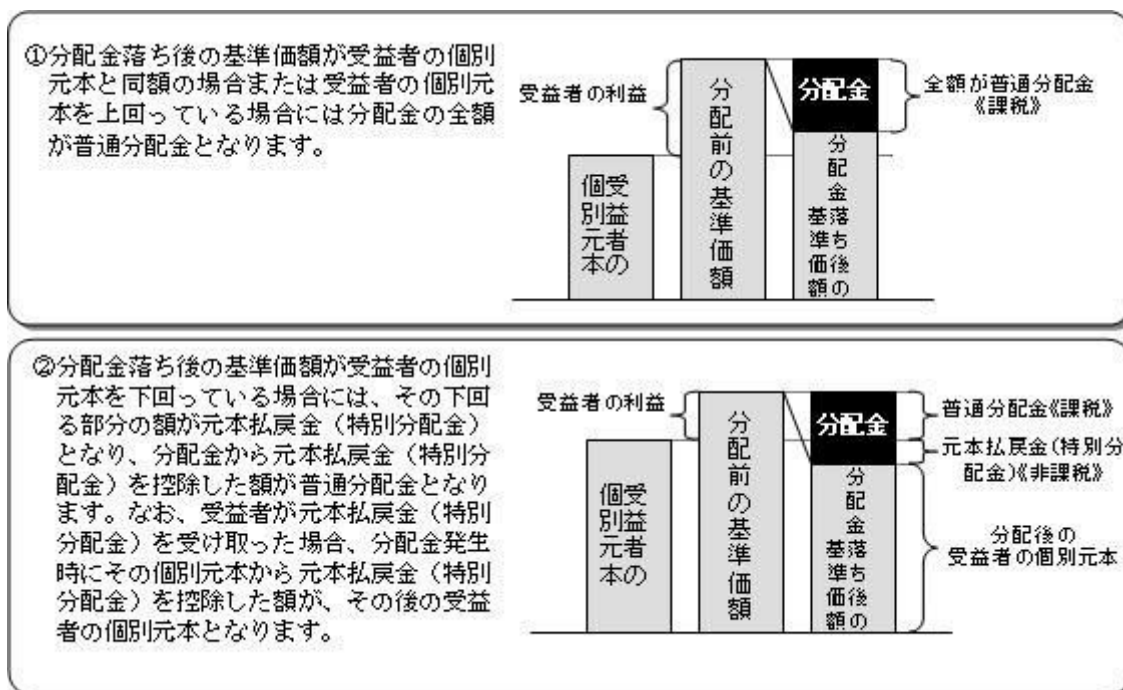 ①分配金落ち後の基準価額が受益者の個別
元本と同額の場合または受益者の個別元
本を上回っている場合には分配金の全額
が普通分配金となります。
受益者の利益
受益者の
個別元本
分配前の基準価額
分配金
分配金落ち後の
基準価額
全額が普通分配金
《課税》
②分配金落ち後の基準価額が受益者の個別
元本を下回っている場合には、その下回
る部分の額が元本払戻金（特別分配金）
となり、分配金から元本払戻金（特別分
配金）を控除した額が普通分配金となり
ます。なお、受益者が元本払戻金（特別
分配金）を受け取った場合、分配金発生
時にその個別元本から元本払戻金（特別
分配金）を控除した額が、その後の受益
者の個別元本となります。
受益者の利益
受益者の
個別元本
分配前の基準価額
分配金
分配金落ち後の
基準価額
普通分配金《課税》
元本払戻金(特別分
配金)《非課税》
分配後の
受益者の個別元本